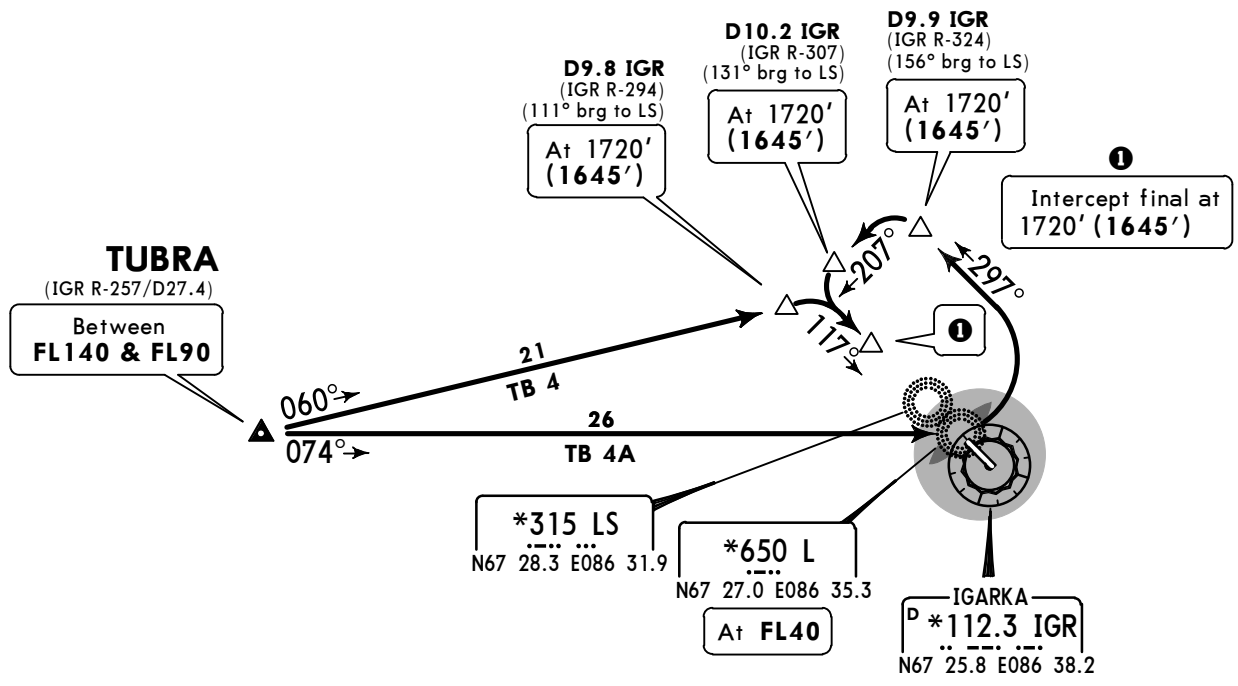 D9.8 IGR
(IGR R-294)
(111° brg to LS)
At 1720'
(1645')
D10.2 IGR
(IGR R-307)
(131° brg to LS)
At 1720'
(1645')
D9.9 IGR
(IGR R-324)
(156° brg to LS)
At 1720'
(1645')
1
Intercept final at
1720' (1645')
TUBRA
(IGR R-257/D27.4)
Between
FL140 & FL90
060°
21
TB 4
074°
26
TB 4A
207°
297°
117°
1
*315 LS
N67 28.3 E086 31.9
*650 L
N67 27.0 E086 35.3
At FL40
IGARKA
D *112.3 IGR
N67 25.8 E086 38.2